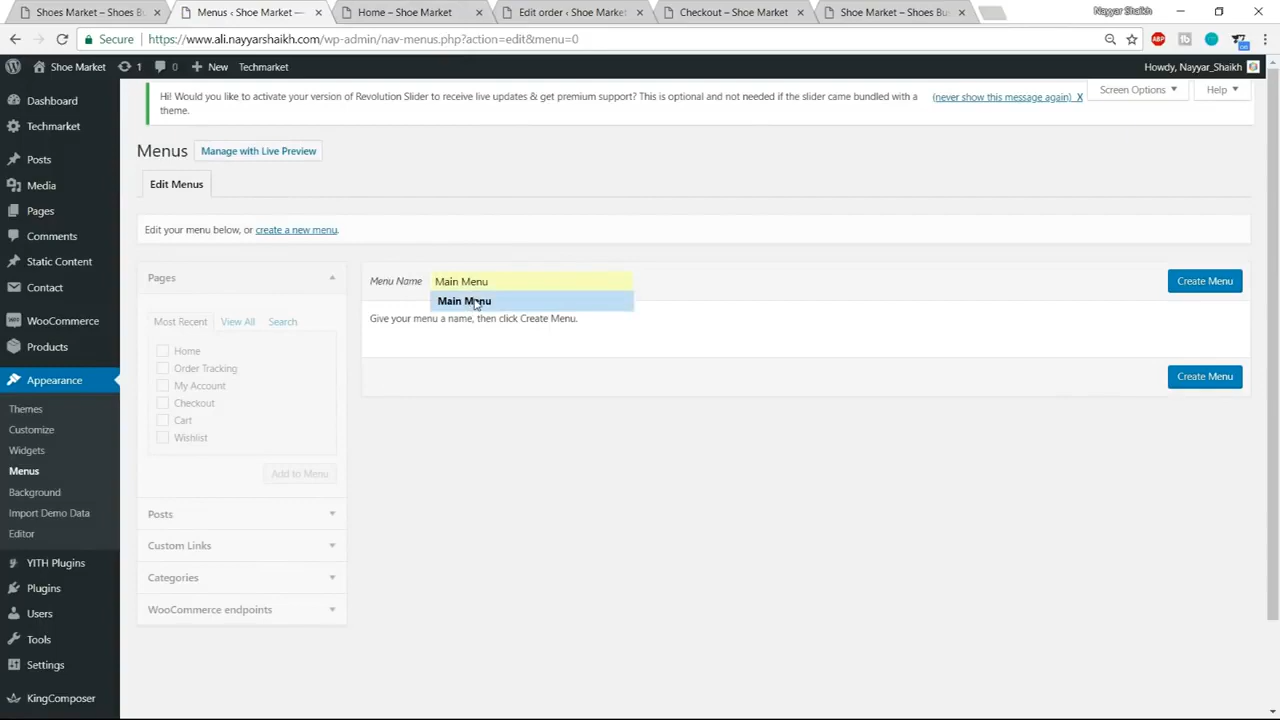 Shoes Market – Shoes Bu
Menus ‹ Shoe Market —
Home – Shoe Market
Edit order ‹ Shoe Market
Checkout – Shoe Market
Shoe Market – Shoes Bus
Nayyar Shaikh
Secure
https://www.ali.nayyarshaikh.com/wp-admin/nav-menus.php?action=edit&menu=0
ABP
Shoe Market
1
0
New
Techmarket
Howdy, Nayyar_Shaikh
Dashboard
Techmarket
Posts
Media
Pages
Comments
Static Content
Contact
WooCommerce
Products
Appearance
Themes
Customize
Widgets
Menus
Background
Import Demo Data
Editor
YITH Plugins
Plugins
Users
Tools
Settings
KingComposer
Hi! Would you like to activate your version of Revolution Slider to receive live updates & get premium support? This is optional and not needed if the slider came bundled with a
theme.
(never show this message again) X
Screen Options
Help
Menus
Manage with Live Preview
Edit Menus
Edit your menu below, or create a new menu.
Pages
Most Recent
View All
Search
Home
Order Tracking
My Account
Checkout
Cart
Wishlist
Add to Menu
Posts
Custom Links
Categories
WooCommerce endpoints
Menu Name
Main Menu
Create Menu
Main Menu
Give your menu a name, then click Create Menu.
Create Menu